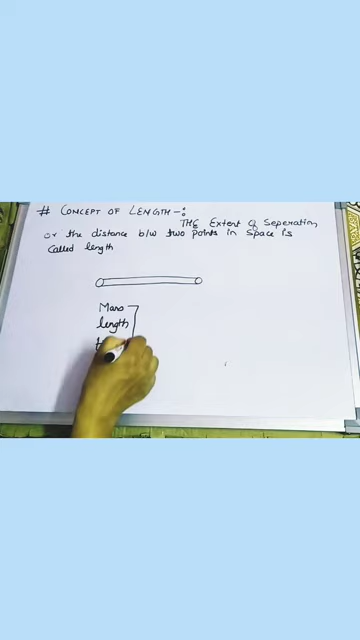 # CONCEPT OF LENGTH -:
THE Extent of Seperation
or the distance b/w two points in space is
Called length
Mass
length